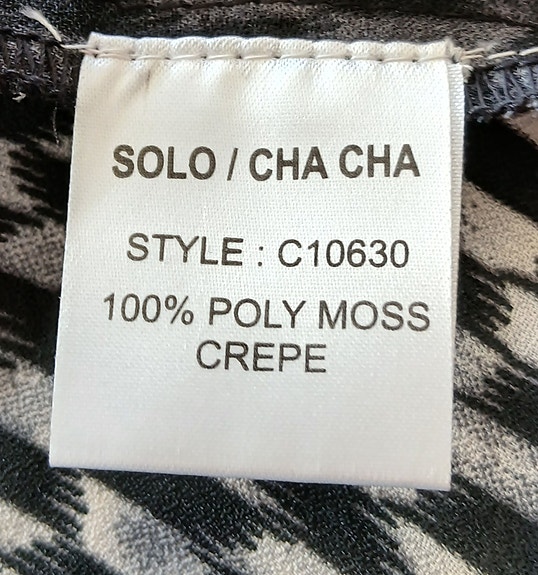 SOLO / CHA CHA
STYLE : C10630
100% POLY MOSS
CREPE